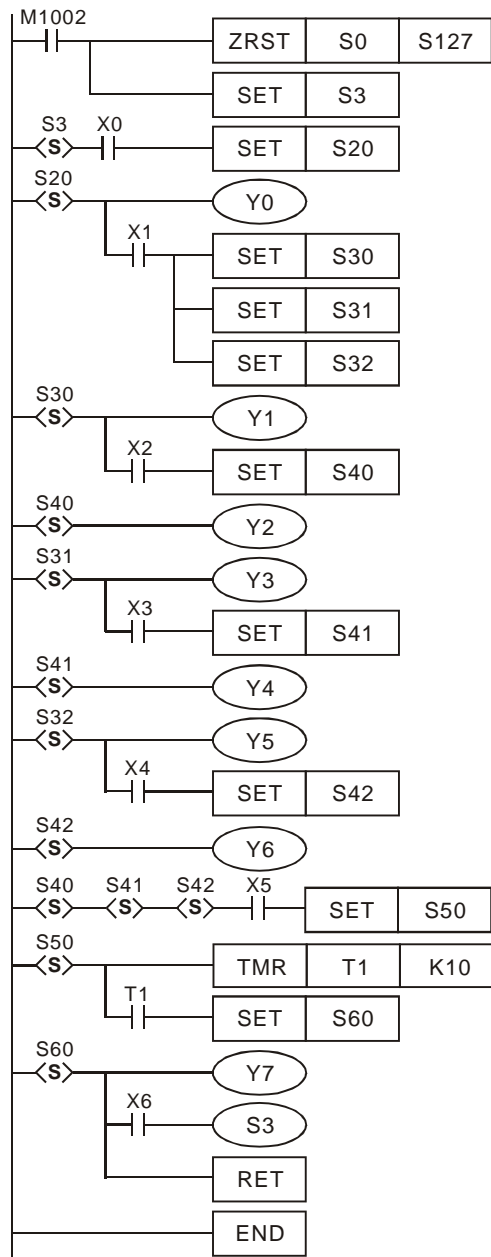 M1002
ZRST S0 S127
SET S3
S3 X0
S SET S20
S20
S Y0
X1
SET S30
SET S31
SET S32
S30
S Y1
X2
SET S40
S40
S Y2
S31
S Y3
X3
SET S41
S41
S Y4
S32
S Y5
X4
SET S42
S42
S Y6
S40 S41 S42 X5
S S S SET S50
S50
S TMR T1 K10
T1
SET S60
S60
S Y7
X6
S3
RET
END